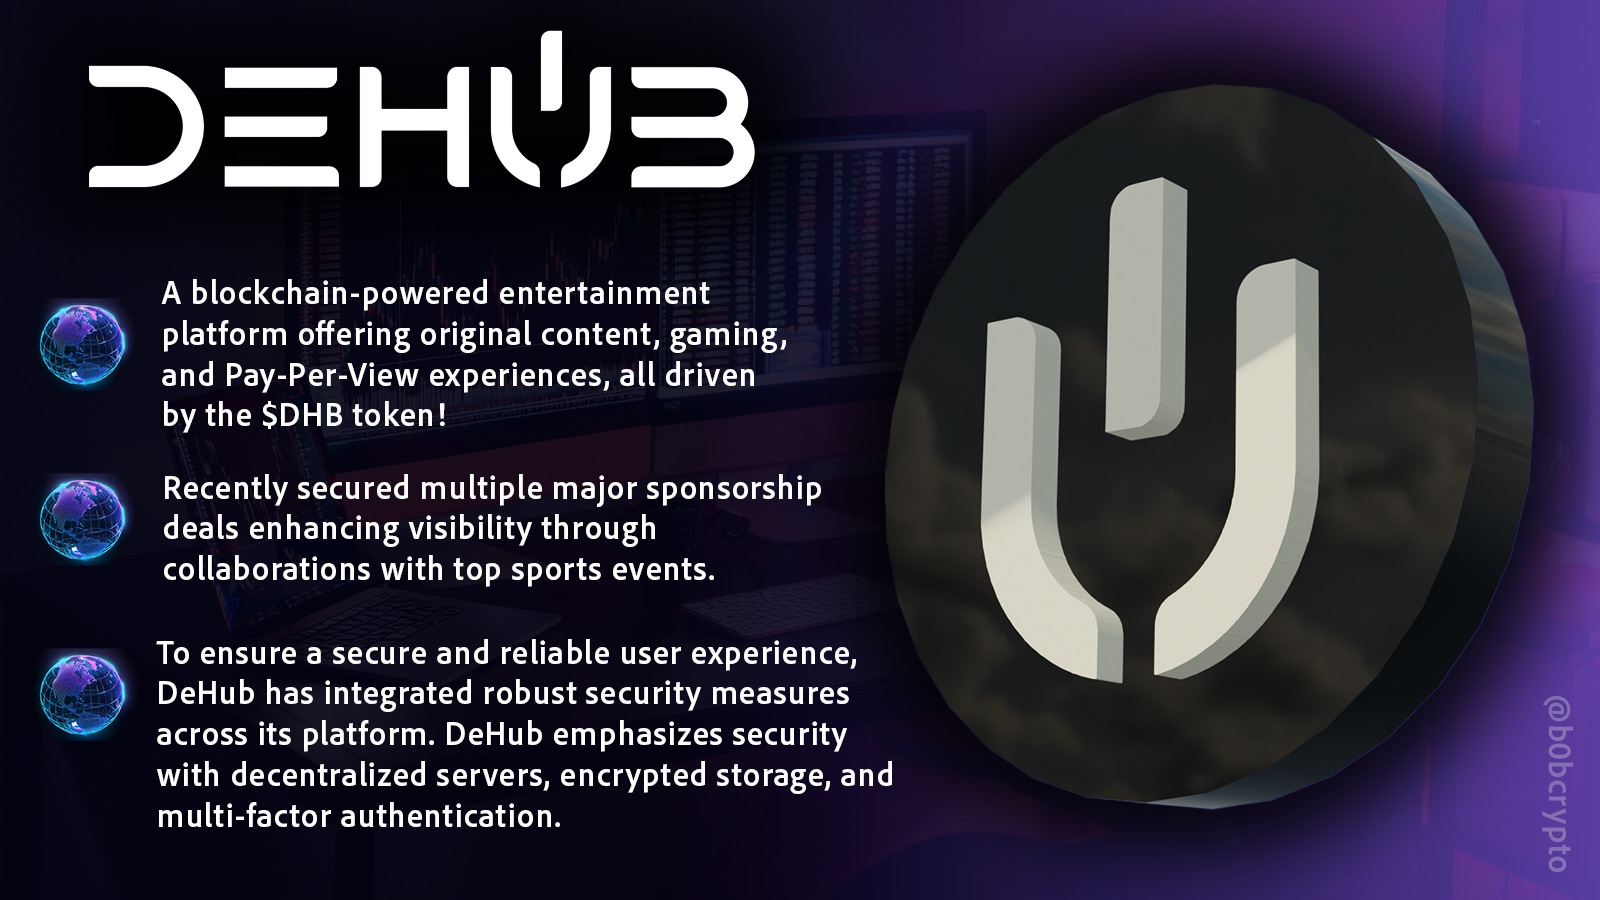 DEHUB
A blockchain-powered entertainment
platform offering original content, gaming,
and Pay-Per-View experiences, all driven
by the $DHB token!
Recently secured multiple major sponsorship
deals enhancing visibility through
collaborations with top sports events.
To ensure a secure and reliable user experience,
DeHub has integrated robust security measures
across its platform. DeHub emphasizes security
with decentralized servers, encrypted storage, and
multi-factor authentication.
@b0bcrypto